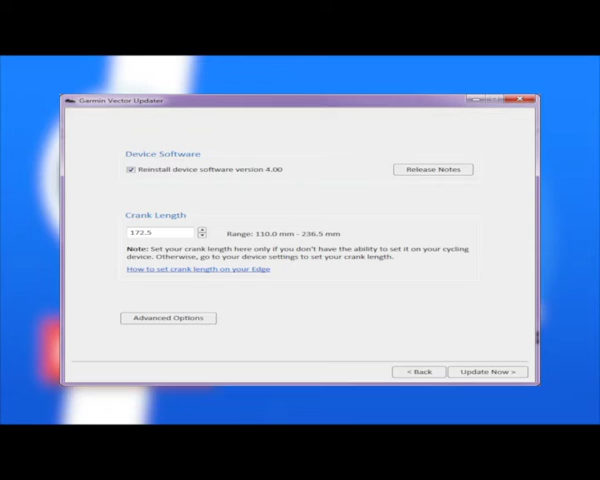 Garmin Vector Updater
Device Software
Reinstall device software version 4.00
Release Notes
Crank Length
172.5
Range: 110.0 mm - 236.5 mm
Note: Set your crank length here only if you don't have the ability to set it on your cycling
device. Otherwise, go to your device settings to set your crank length.
How to set crank length on your Edge
Advanced Options
< Back
Update Now >